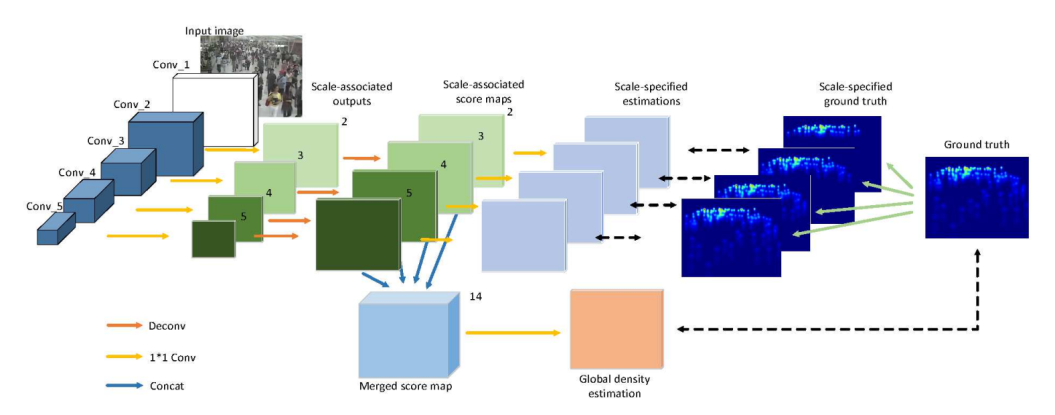 Input image
Conv_1
Conv_2
Conv_3
Conv_4
Conv_5
Scale-associated
outputs
2
3
4
5
Scale-associated
score maps
2
3
4
5
Scale-specified
estimations
Scale-specified
ground truth
Ground truth
14
Merged score map
Global density
estimation
Deconv
1*1 Conv
Concat